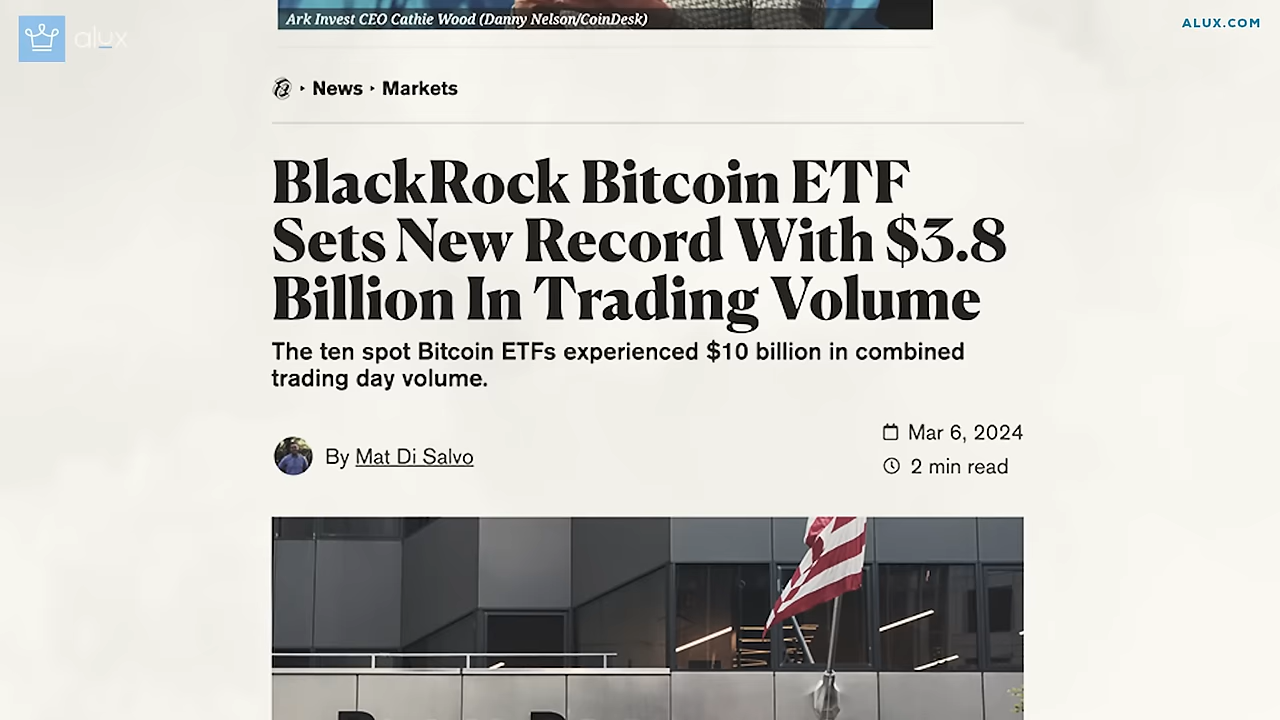 Ark Invest CEO Cathie Wood (Danny Nelson/CoinDesk)
alux
ALUX.COM
News ‣ Markets
BlackRock Bitcoin ETF
Sets New Record With $3.8
Billion In Trading Volume
The ten spot Bitcoin ETFs experienced $10 billion in combined
trading day volume.
By Mat Di Salvo
Mar 6, 2024
2 min read